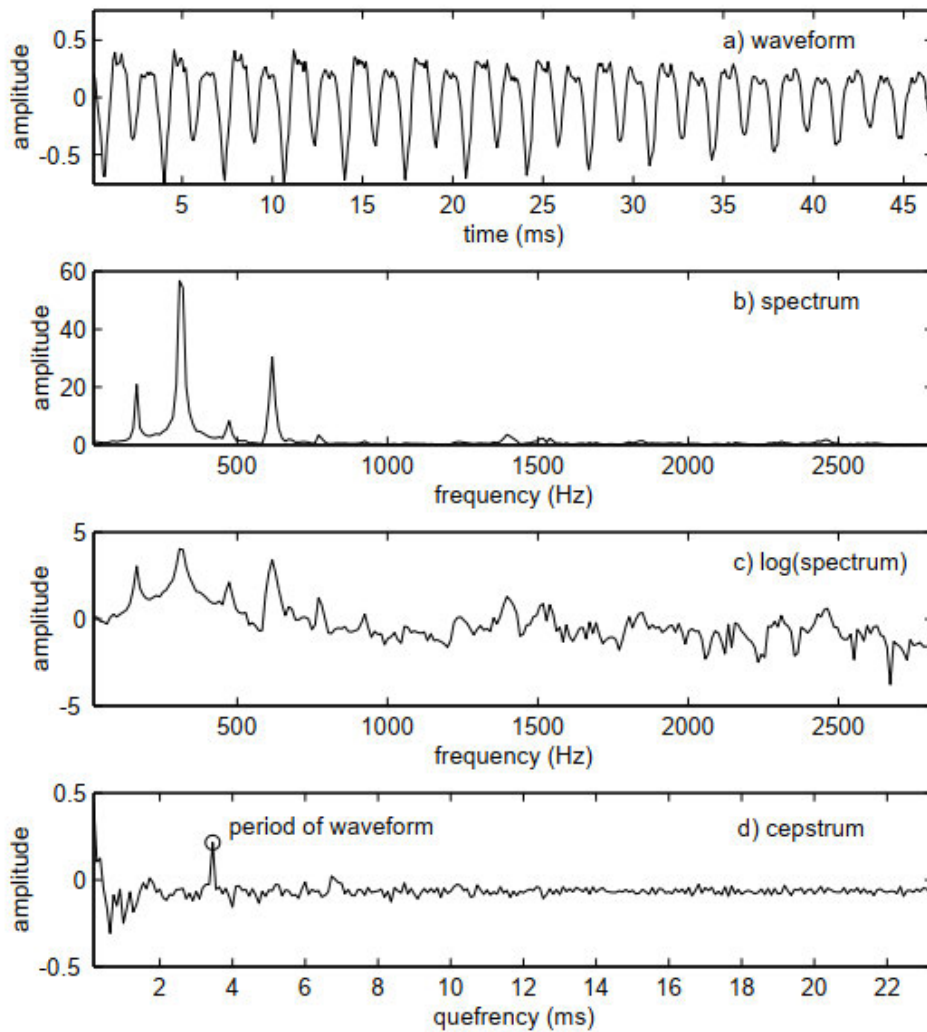 a) waveform
amplitude
0.5
0
-0.5
5 10 15 20 25 30 35 40 45
time (ms)
b) spectrum
amplitude
60
40
20
0
500 1000 1500 2000 2500
frequency (Hz)
c) log(spectrum)
amplitude
5
0
-5
500 1000 1500 2000 2500
frequency (Hz)
period of waveform
d) cepstrum
amplitude
0.5
0
-0.5
2 4 6 8 10 12 14 16 18 20 22
quefrency (ms)